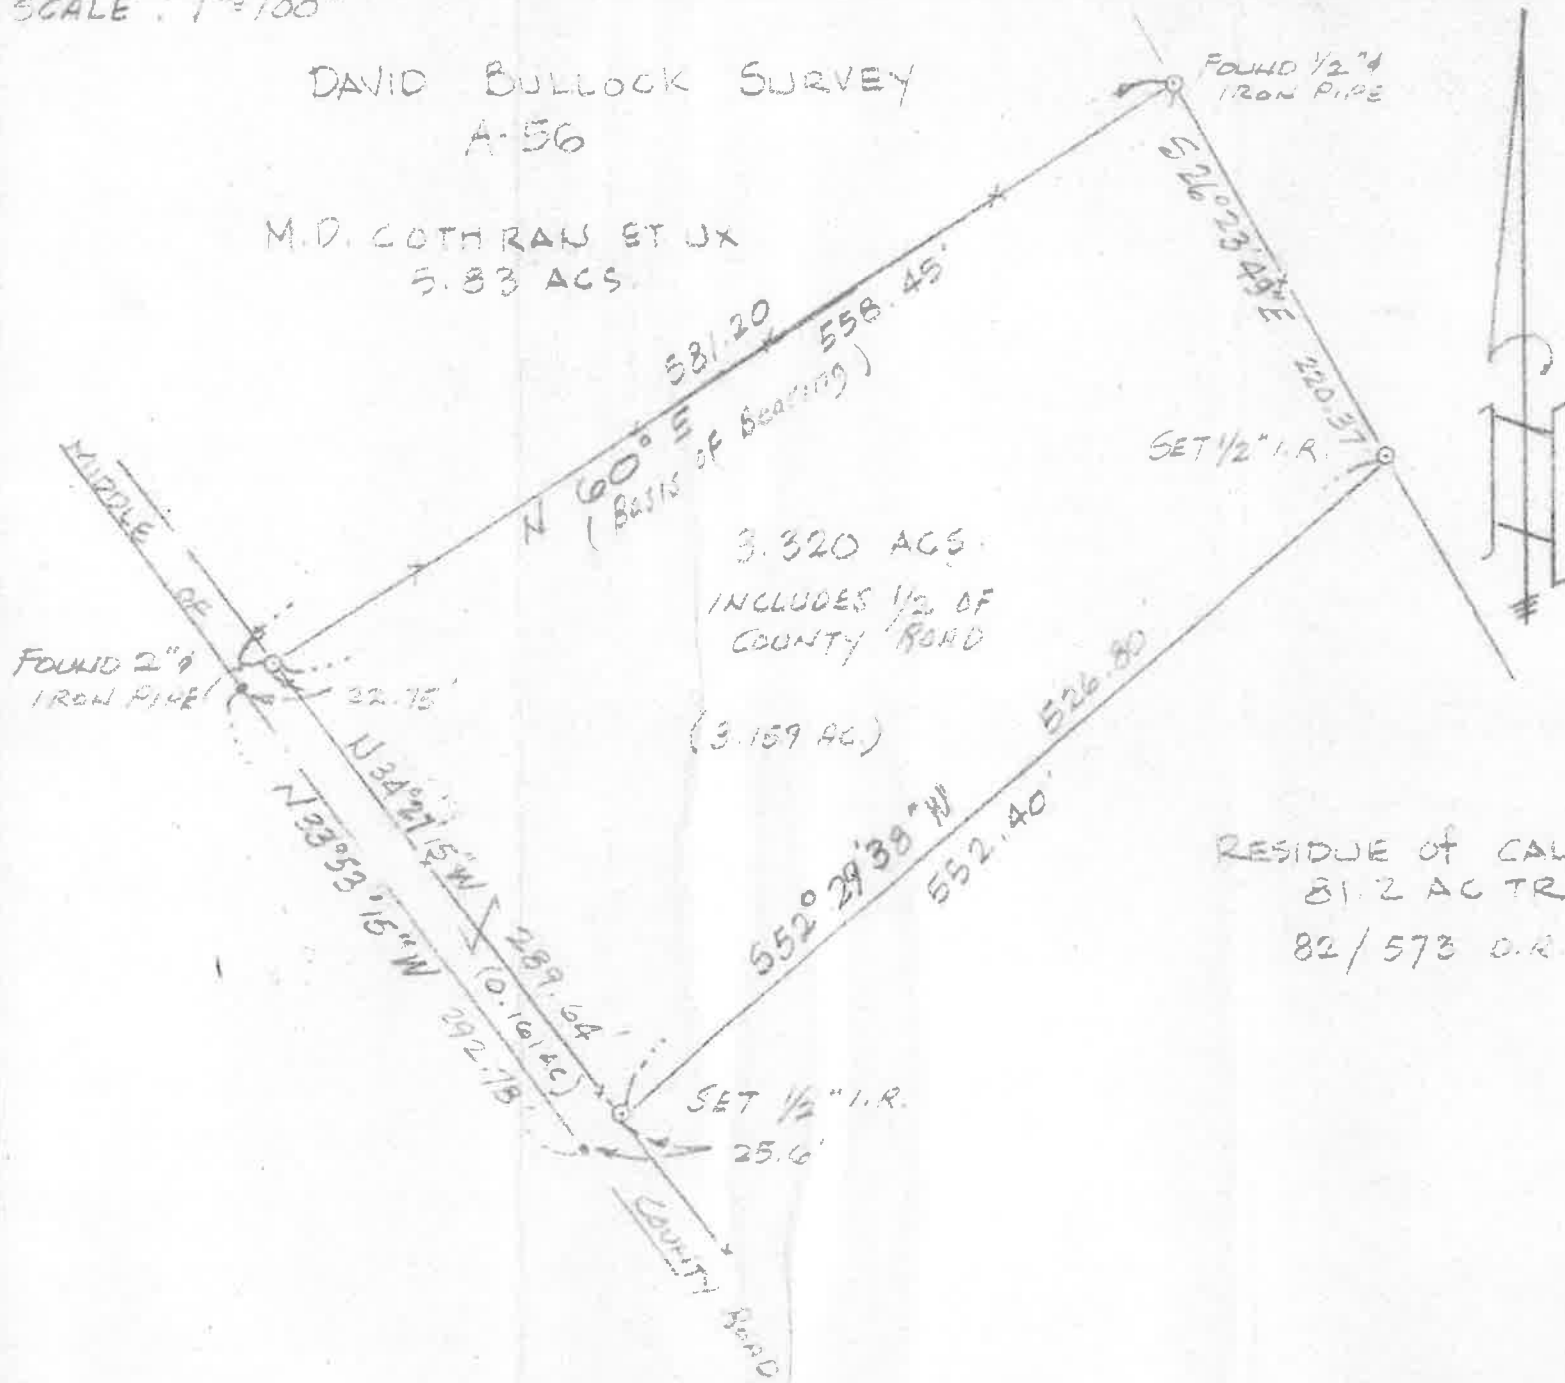 SCALE : 1"=100'
DAVID BULLOCK SURVEY
A-56
M.D. COTHRAN ET UX
5.83 ACS.
FOUND 1/2"ø
IRON PIPE
S26°23'49"E
220.37
581.20
558.45'
N 60° E
(Basis of Bearing)
SET 1/2" I.R.
3.320 ACS.
INCLUDES 1/2 OF
COUNTY ROAD
(3.159 AC.)
MIDDLE OF
FOUND 2"ø
IRON PIPE
22.75'
N34°27'15"W
289.64'
N33°53'15"W
292.78'
(0.161 AC)
526.80
S52°29'38"W
552.40'
RESIDUE of CAL
81.2 AC TR
82/573 D.R.
SET 1/2" I.R.
25.6'
COUNTY ROAD